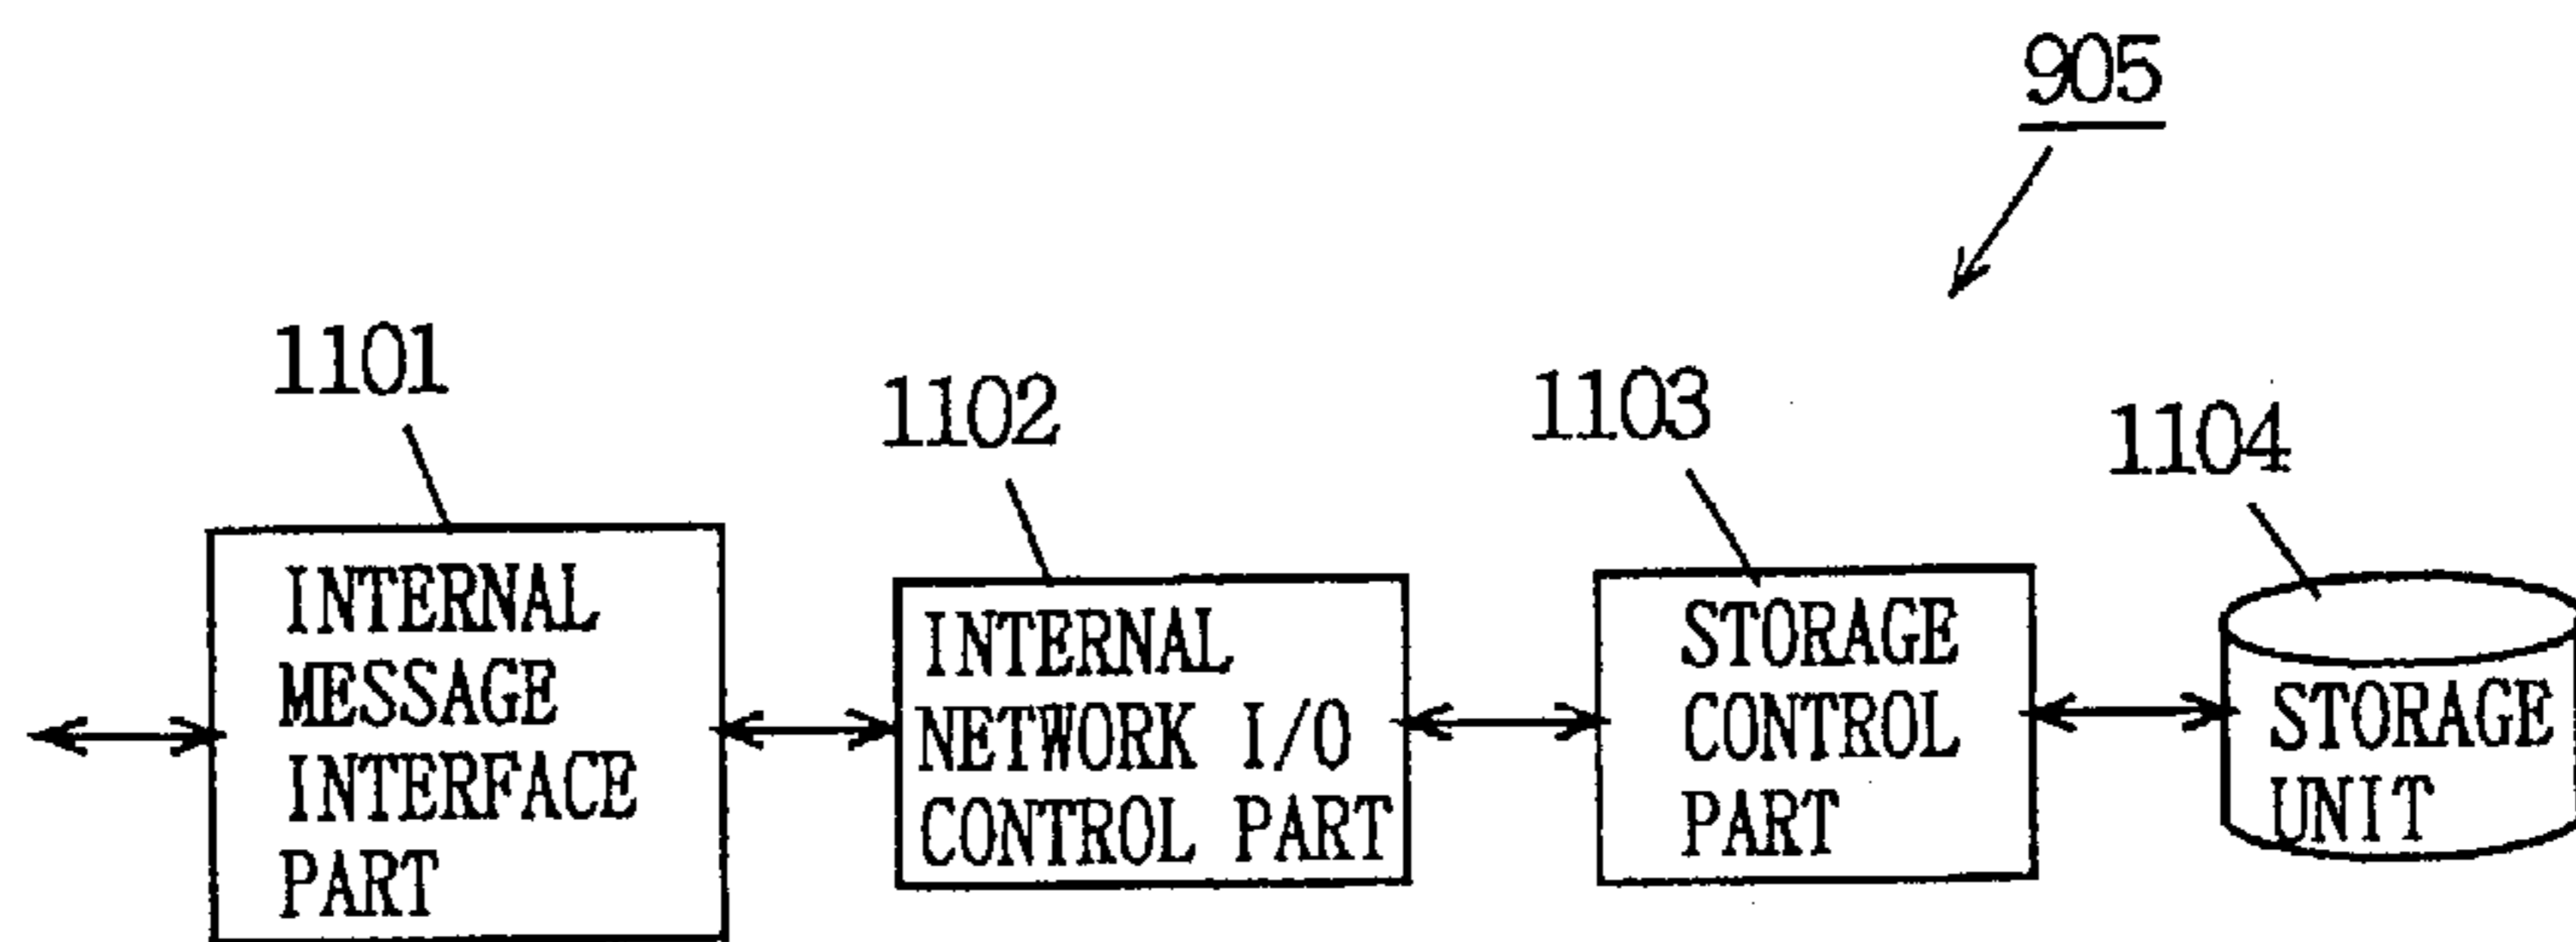 905
1101
1102
1103
1104
INTERNAL
MESSAGE
INTERFACE
PART
INTERNAL
NETWORK I/O
CONTROL PART
STORAGE
CONTROL
PART
STORAGE
UNIT